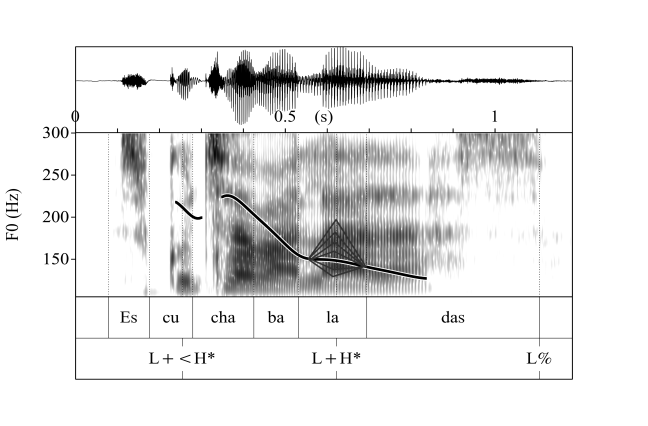 0 0.5 (s) 1
300
250
200
150
F0 (Hz)
Es cu cha ba la das
L+<H* L+H* L%